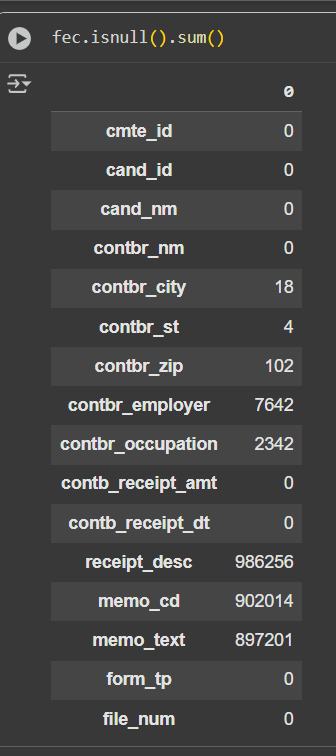 fec.isnull().sum()
0
cmte_id 0
cand_id 0
cand_nm 0
contbr_nm 0
contbr_city 18
contbr_st 4
contbr_zip 102
contbr_employer 7642
contbr_occupation 2342
contb_receipt_amt 0
contb_receipt_dt 0
receipt_desc 986256
memo_cd 902014
memo_text 897201
form_tp 0
file_num 0